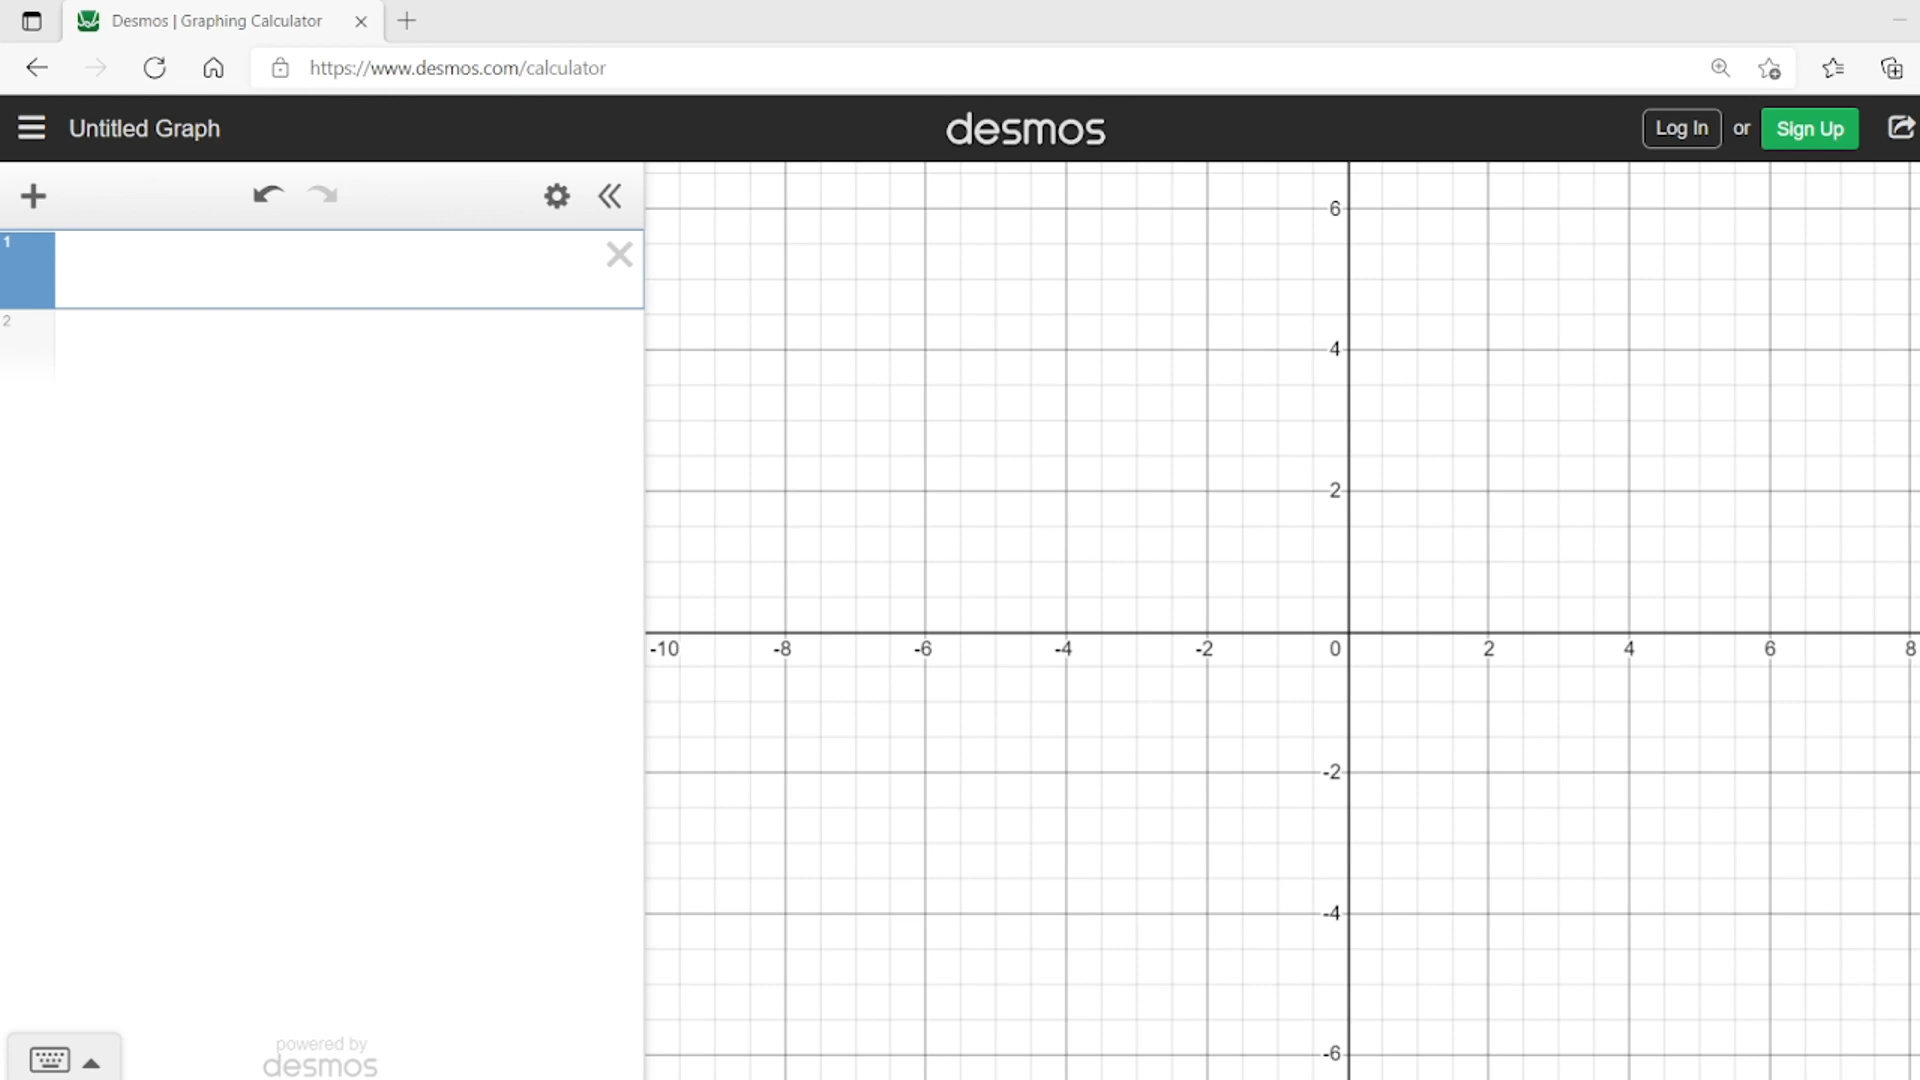 Desmos | Graphing Calculator
https://www.desmos.com/calculator
Untitled Graph
desmos
Log In or Sign Up
1
2
6
4
2
-10 -8 -6 -4 -2 0 2 4 6 8
-2
-4
-6
powered by
desmos